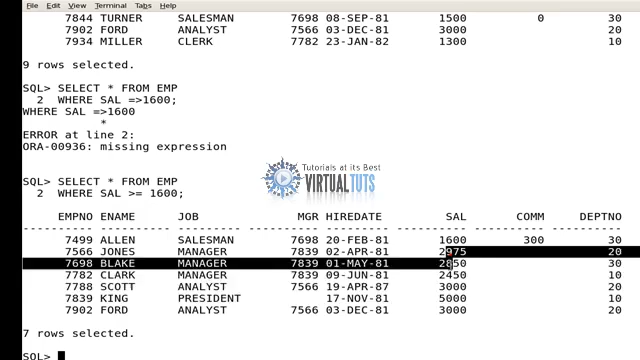 File Edit View Terminal Tabs Help
7844 TURNER SALESMAN 7698 08-SEP-81 1500 0 30
7902 FORD ANALYST 7566 03-DEC-81 3000 20
7934 MILLER CLERK 7782 23-JAN-82 1300 10
9 rows selected.
SQL> SELECT * FROM EMP
2 WHERE SAL =>1600;
WHERE SAL =>1600
*
ERROR at line 2:
ORA-00936: missing expression
Tutorials at its Best
VIRTUALTUTS
SQL> SELECT * FROM EMP
2 WHERE SAL >= 1600;
EMPNO ENAME JOB MGR HIREDATE SAL COMM DEPTNO
---------- ---------- --------- ---------- --------- ---------- ---------- ----------
7499 ALLEN SALESMAN 7698 20-FEB-81 1600 300 30
7566 JONES MANAGER 7839 02-APR-81 2975 20
7698 BLAKE MANAGER 7839 01-MAY-81 2850 30
7782 CLARK MANAGER 7839 09-JUN-81 2450 10
7788 SCOTT ANALYST 7566 19-APR-87 3000 20
7839 KING PRESIDENT 17-NOV-81 5000 10
7902 FORD ANALYST 7566 03-DEC-81 3000 20
7 rows selected.
SQL>